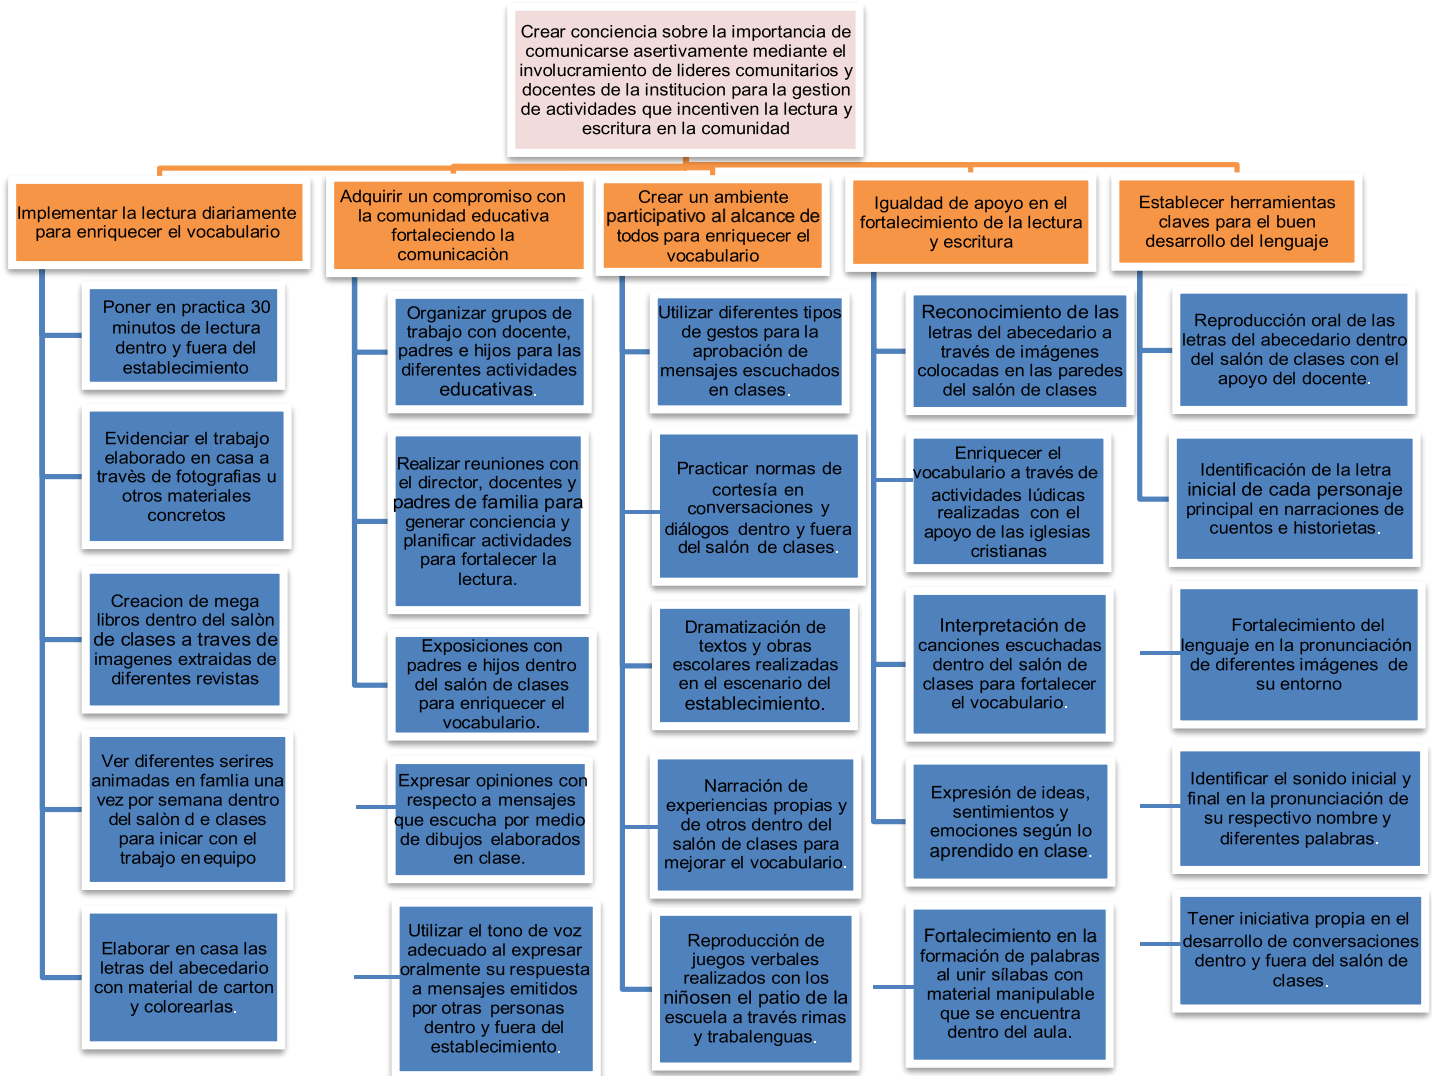 Crear conciencia sobre la importancia de
comunicarse asertivamente mediante el
involucramiento de lideres comunitarios y
docentes de la institucion para la gestion
de actividades que incentiven la lectura y
escritura en la comunidad
Implementar la lectura diariamente
para enriquecer el vocabulario
Poner en practica 30
minutos de lectura
dentro y fuera del
establecimiento
Evidenciar el trabajo
elaborado en casa a
travès de fotografias u
otros materiales
concretos
Creacion de mega
libros dentro del salòn
de clases a traves de
imagenes extraidas de
diferentes revistas
Ver diferentes serires
animadas en famlia una
vez por semana dentro
del salòn d e clases
para inicar con el
trabajo en equipo
Elaborar en casa las
letras del abecedario
con material de carton
y colorearlas.
Adquirir un compromiso con
la comunidad educativa
fortaleciendo la
comunicaciòn
Organizar grupos de
trabajo con docente,
padres e hijos para las
diferentes actividades
educativas.
Realizar reuniones con
el director, docentes y
padres de familia para
generar conciencia y
planificar actividades
para fortalecer la
lectura.
Exposiciones con
padres e hijos dentro
del salón de clases
para enriquecer el
vocabulario.
Expresar opiniones con
respecto a mensajes
que escucha por medio
de dibujos elaborados
en clase.
Utilizar el tono de voz
adecuado al expresar
oralmente su respuesta
a mensajes emitidos
por otras personas
dentro y fuera del
establecimiento.
Crear un ambiente
participativo al alcance de
todos para enriquecer el
vocabulario
Utilizar diferentes tipos
de gestos para la
aprobación de
mensajes escuchados
en clases.
Practicar normas de
cortesía en
conversaciones y
diálogos dentro y fuera
del salón de clases.
Dramatización de
textos y obras
escolares realizadas
en el escenario del
establecimiento.
Narración de
experiencias propias y
de otros dentro del
salón de clases para
mejorar el vocabulario.
Reproducción de
juegos verbales
realizados con los
niñosen el patio de la
escuela a través rimas
y trabalenguas.
Igualdad de apoyo en el
fortalecimiento de la lectura
y escritura
Reconocimiento de las
letras del abecedario a
través de imágenes
colocadas en las paredes
del salón de clases
Enriquecer el
vocabulario a través de
actividades lúdicas
realizadas con el
apoyo de las iglesias
cristianas
Interpretación de
canciones escuchadas
dentro del salón de
clases para fortalecer
el vocabulario.
Expresión de ideas,
sentimientos y
emociones según lo
aprendido en clase.
Fortalecimiento en la
formación de palabras
al unir sílabas con
material manipulable
que se encuentra
dentro del aula.
Establecer herramientas
claves para el buen
desarrollo del lenguaje
Reproducción oral de las
letras del abecedario dentro
del salón de clases con el
apoyo del docente.
Identificación de la letra
inicial de cada personaje
principal en narraciones de
cuentos e historietas.
Fortalecimiento del
lenguaje en la pronunciación
de diferentes imágenes de
su entorno
Identificar el sonido inicial y
final en la pronunciación de
su respectivo nombre y
diferentes palabras.
Tener iniciativa propia en el
desarrollo de conversaciones
dentro y fuera del salón de
clases.